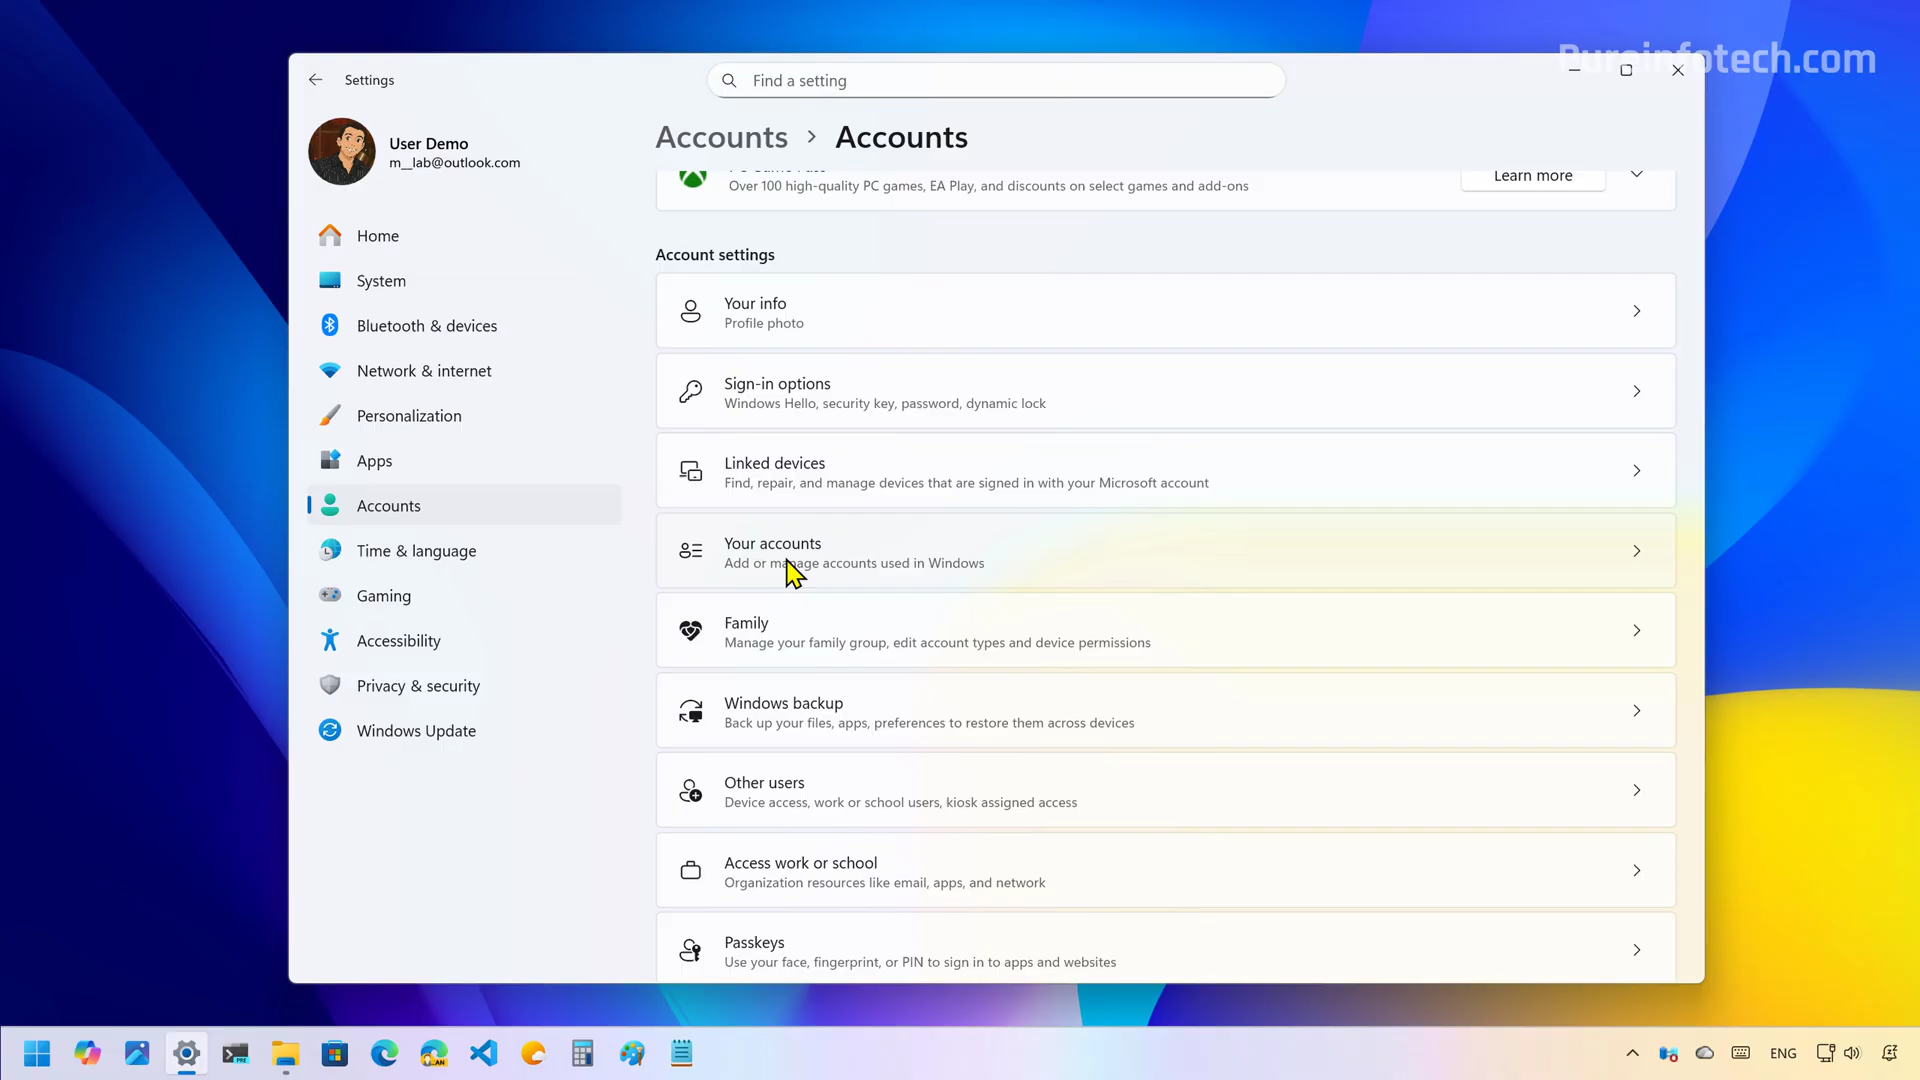 Pureinfotech.com
Settings
Find a setting
User Demo
m__lab@outlook.com
Home
System
Bluetooth & devices
Network & internet
Personalization
Apps
Accounts
Time & language
Gaming
Accessibility
Privacy & security
Windows Update
Accounts > Accounts
Over 100 high-quality PC games, EA Play, and discounts on select games and add-ons
Learn more
Account settings
Your info
Profile photo
Sign-in options
Windows Hello, security key, password, dynamic lock
Linked devices
Find, repair, and manage devices that are signed in with your Microsoft account
Your accounts
Add or manage accounts used in Windows
Family
Manage your family group, edit account types and device permissions
Windows backup
Back up your files, apps, preferences to restore them across devices
Other users
Device access, work or school users, kiosk assigned access
Access work or school
Organization resources like email, apps, and network
Passkeys
Use your face, fingerprint, or PIN to sign in to apps and websites
PRE
CAN
ENG